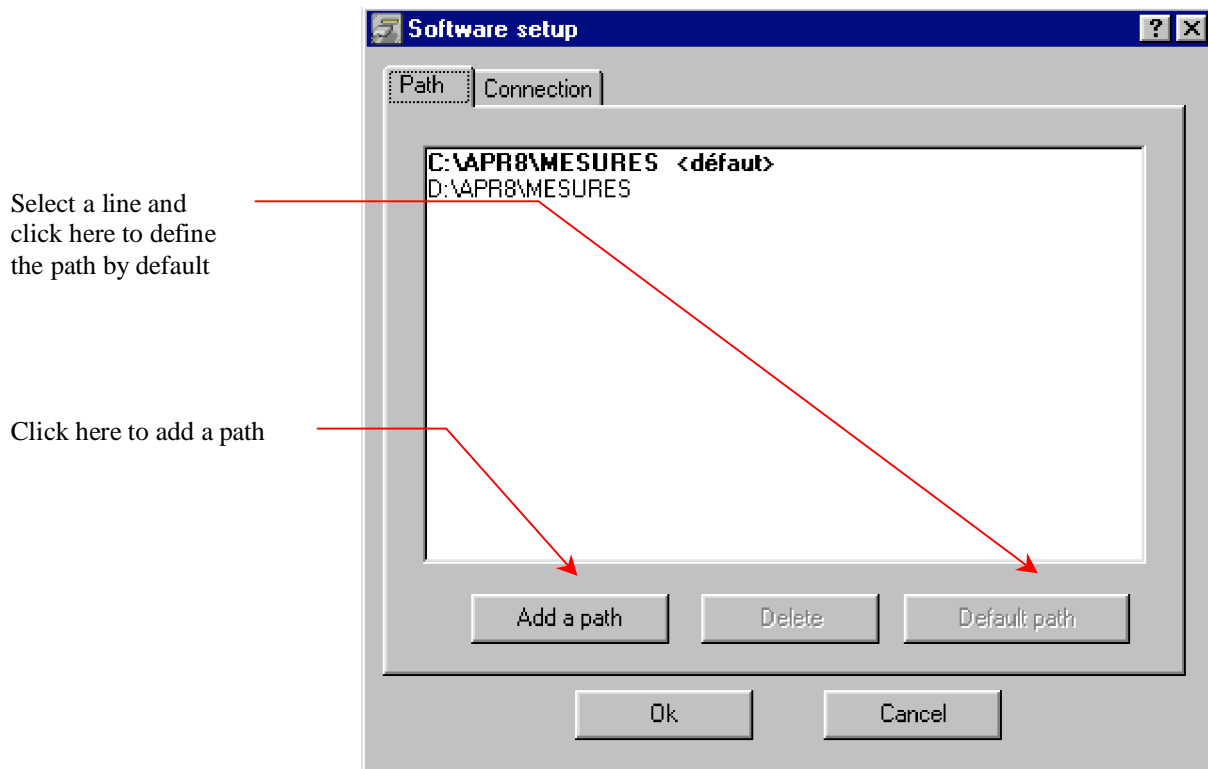 Software setup
Path
Connection
C:\APR8\MESURES <défaut>
D:\APR8\MESURES
Select a line and
click here to define
the path by default
Click here to add a path
Add a path
Delete
Default path
Ok
Cancel